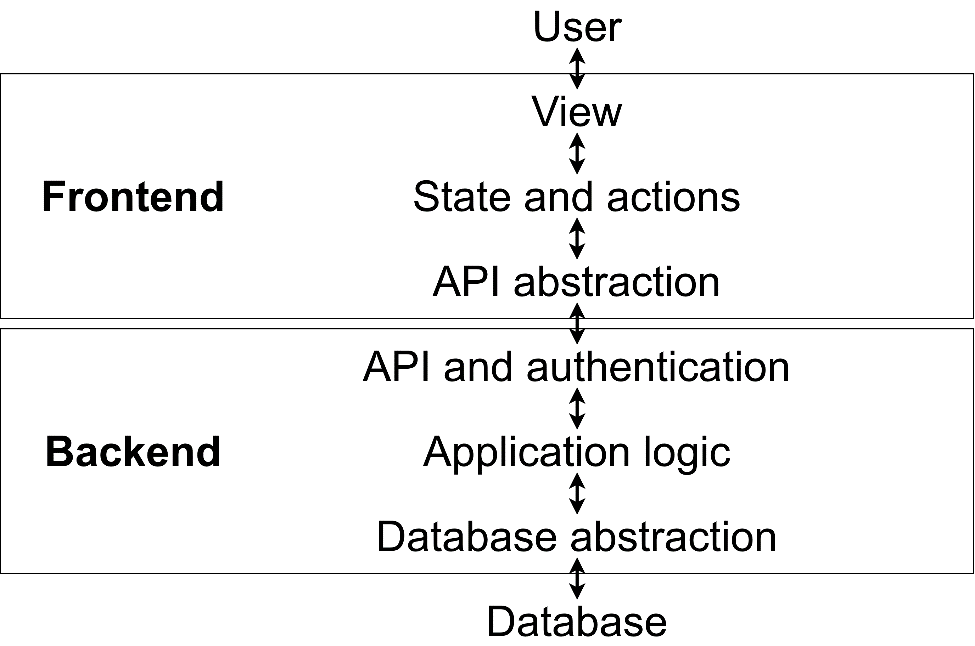 User
View
Frontend
State and actions
API abstraction
API and authentication
Backend
Application logic
Database abstraction
Database